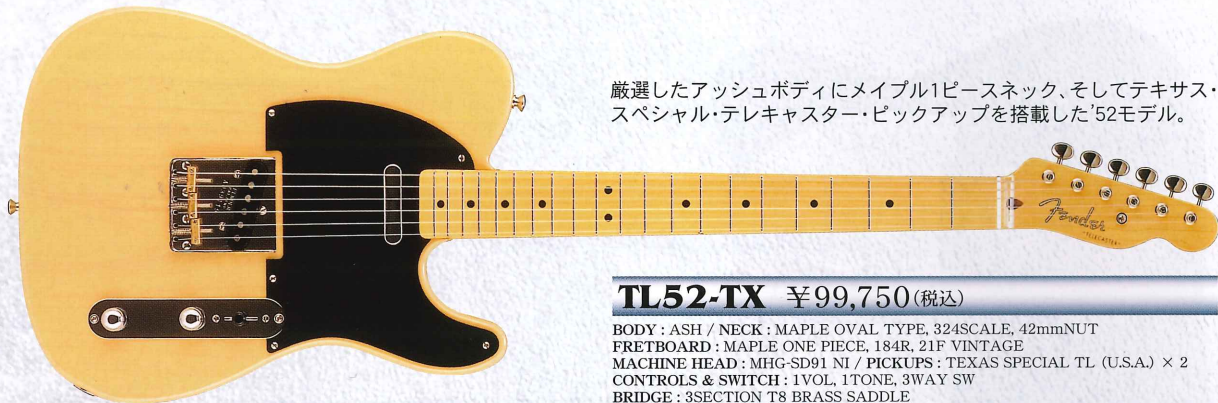 厳選したアッシュボディにメイプル1ピースネック、そしてテキサス・
スペシャル・テレキャスター・ピックアップを搭載した'52モデル。
Fender
TELECASTER
TL52-TX ￥99,750(税込)
BODY : ASH / NECK : MAPLE OVAL TYPE, 324SCALE, 42mmNUT
FRETBOARD : MAPLE ONE PIECE, 184R, 21F VINTAGE
MACHINE HEAD : MHG-SD91 NI / PICKUPS : TEXAS SPECIAL TL (U.S.A.) × 2
CONTROLS & SWITCH : 1VOL, 1TONE, 3WAY SW
BRIDGE : 3SECTION T8 BRASS SADDLE